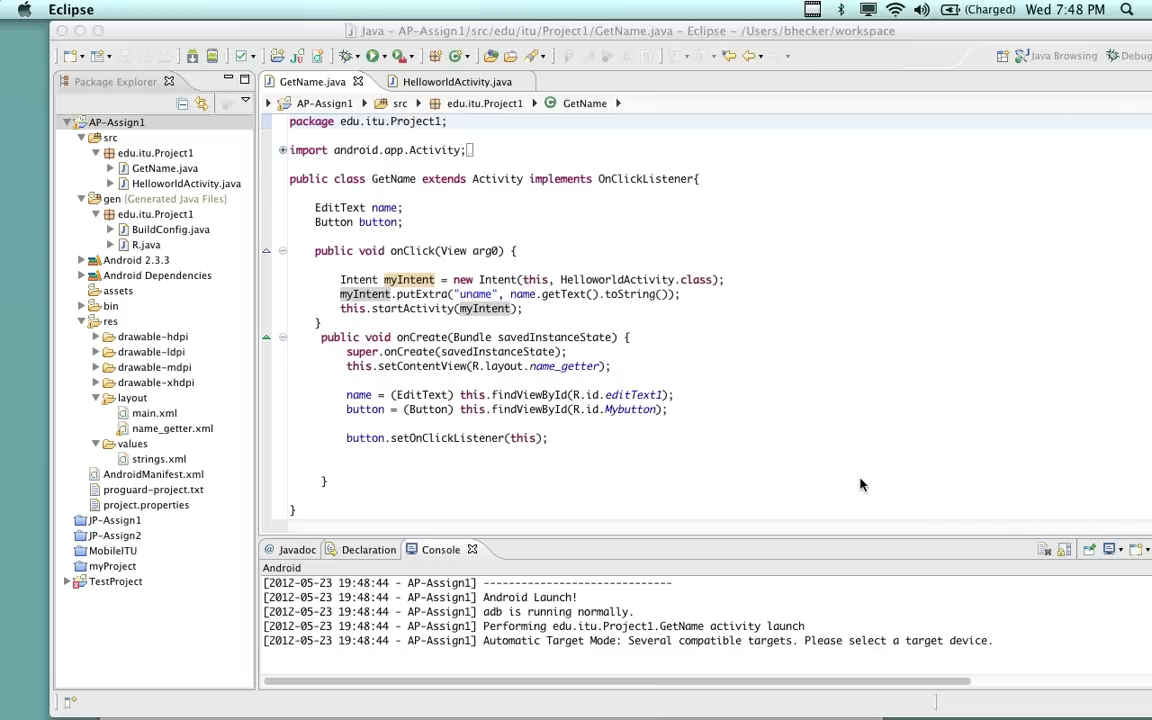 Eclipse
(Charged) Wed 7:48 PM
Java – AP-Assign1/src/edu/itu/Project1/GetName.java – Eclipse – /Users/bhecker/workspace
Java Browsing
Debug
Package Explorer
GetName.java
HelloworldActivity.java
AP-Assign1
src
edu.itu.Project1
GetName
AP-Assign1
src
edu.itu.Project1
GetName.java
HelloworldActivity.java
gen [Generated Java Files]
edu.itu.Project1
BuildConfig.java
R.java
Android 2.3.3
Android Dependencies
assets
bin
res
drawable-hdpi
drawable-ldpi
drawable-mdpi
drawable-xhdpi
layout
main.xml
name_getter.xml
values
strings.xml
AndroidManifest.xml
proguard-project.txt
project.properties
JP-Assign1
JP-Assign2
MobileITU
myProject
TestProject
package edu.itu.Project1;
import android.app.Activity;
public class GetName extends Activity implements OnClickListener{
EditText name;
Button button;
public void onClick(View arg0) {
Intent myIntent = new Intent(this, HelloworldActivity.class);
myIntent.putExtra("uname", name.getText().toString());
this.startActivity(myIntent);
}
public void onCreate(Bundle savedInstanceState) {
super.onCreate(savedInstanceState);
this.setContentView(R.layout.name_getter);
name = (EditText) this.findViewById(R.id.editText1);
button = (Button) this.findViewById(R.id.Mybutton);
button.setOnClickListener(this);
}
}
@ Javadoc
Declaration
Console
Android
[2012-05-23 19:48:44 - AP-Assign1] ------------------------------
[2012-05-23 19:48:44 - AP-Assign1] Android Launch!
[2012-05-23 19:48:44 - AP-Assign1] adb is running normally.
[2012-05-23 19:48:44 - AP-Assign1] Performing edu.itu.Project1.GetName activity launch
[2012-05-23 19:48:44 - AP-Assign1] Automatic Target Mode: Several compatible targets. Please select a target device.